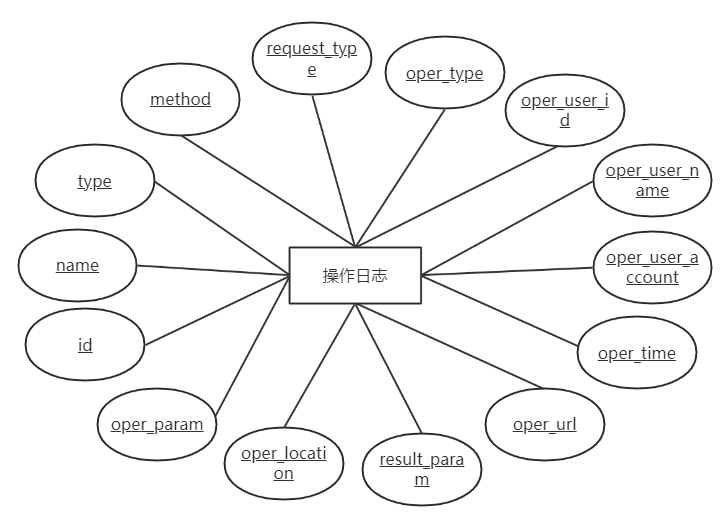 request_typ
e
oper_type
method
oper_user_i
d
type
oper_user_n
ame
name
操作日志
oper_user_a
ccount
id
oper_time
oper_param
oper_url
oper_locati
on
result_para
m